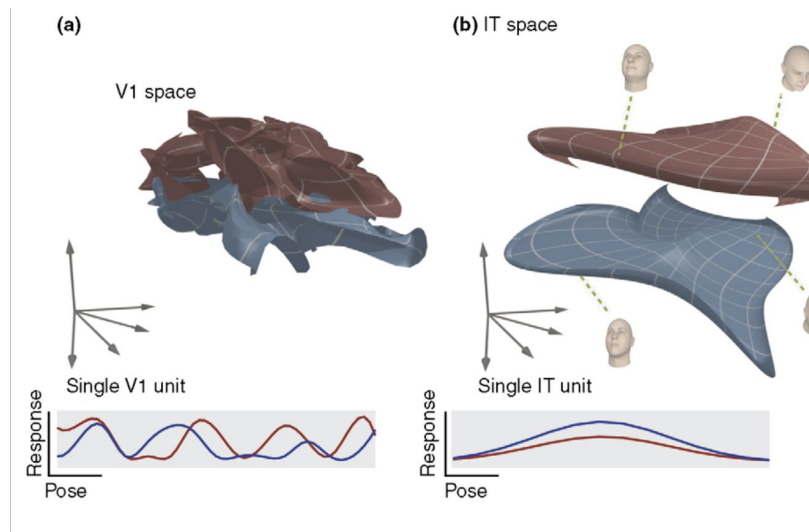 (a)
V1 space
(b) IT space
Single V1 unit
Response
Pose
Single IT unit
Response
Pose